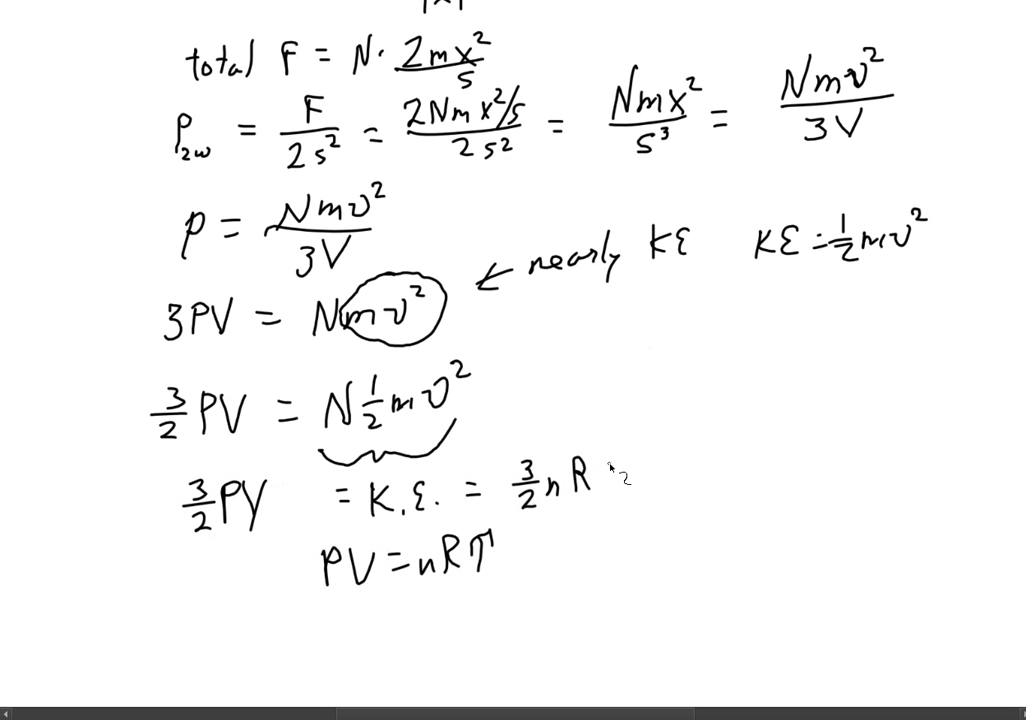 total F = N · 2mx²/s
P₂w = F/2s² = 2Nmx²/s / 2s² = Nmx²/s³ = Nmv²/3V
p = Nmv²/3V
← nearly KE KE = ½mv²
3PV = Nmv²
3/2 PV = N½mv²
3/2 PV = K.E. = 3/2 nR
PV = nRT